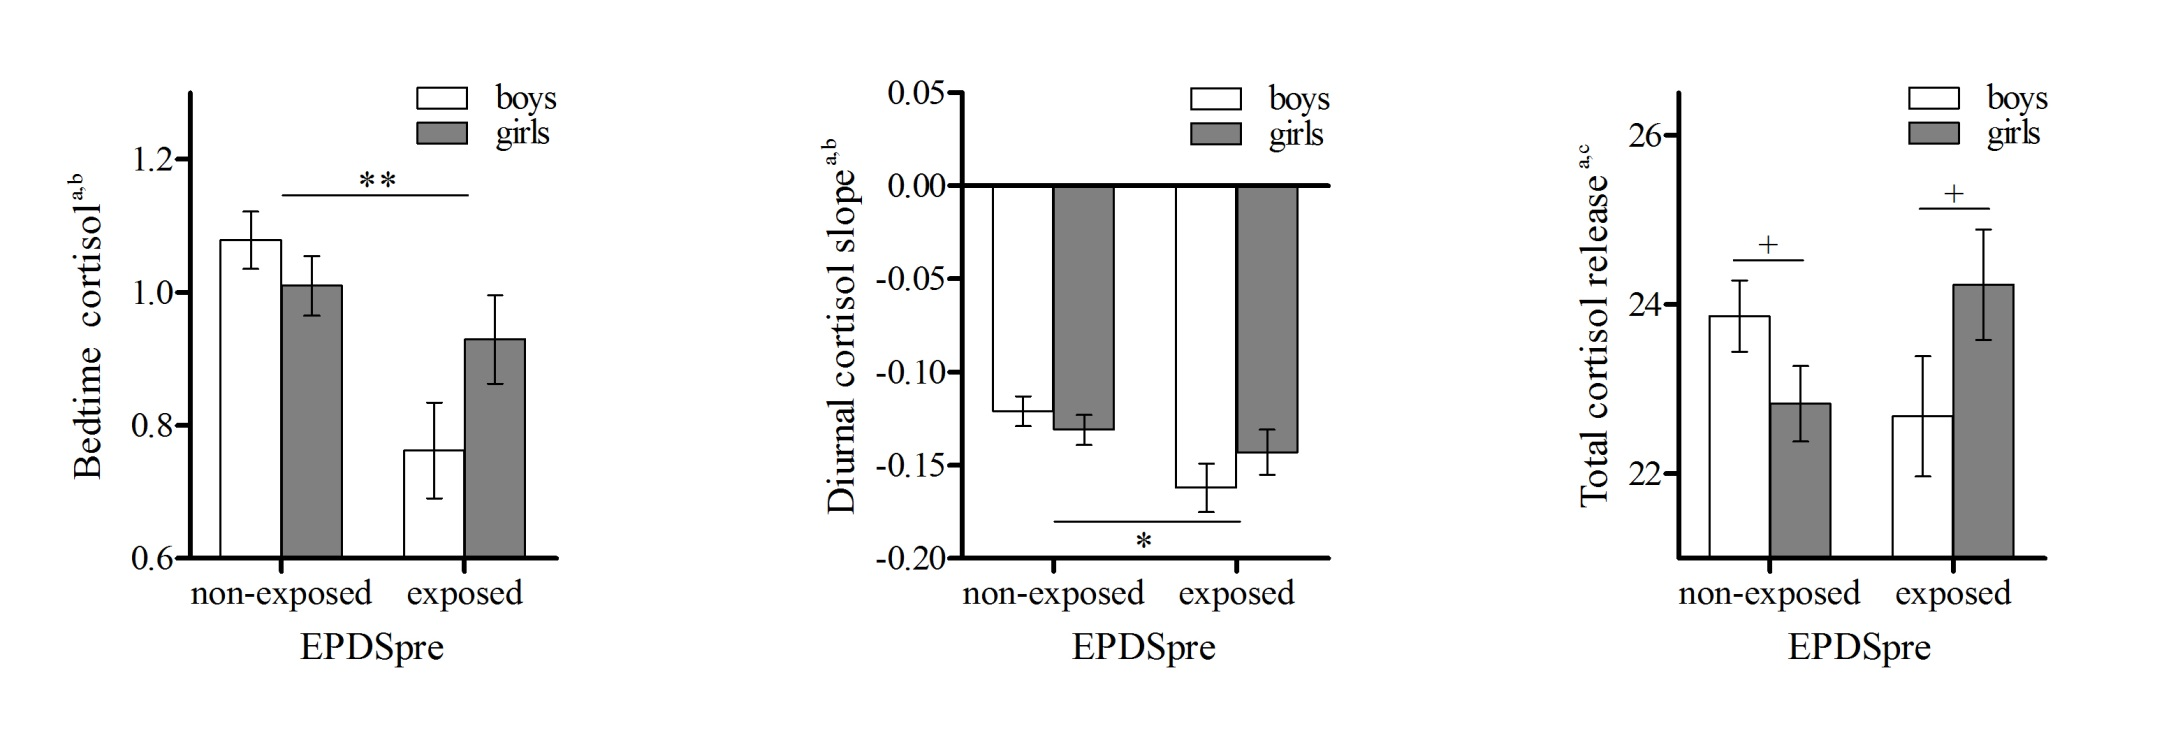 boys
girls
Bedtime cortisol a,b
1.2
1.0
0.8
0.6
**
non-exposed exposed
EPDSpre
boys
girls
Diurnal cortisol slope a,b
0.05
0.00
-0.05
-0.10
-0.15
-0.20
*
non-exposed exposed
EPDSpre
boys
girls
Total cortisol release a,c
26
24
22
+
+
non-exposed exposed
EPDSpre